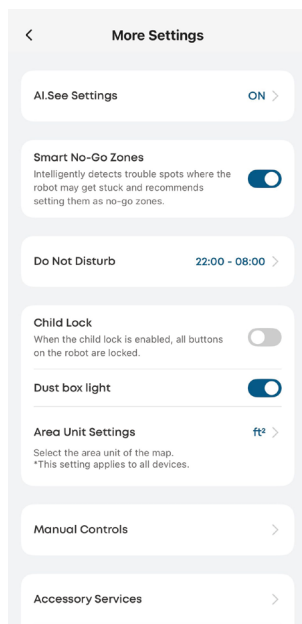 More Settings
AI.See Settings ON
Smart No-Go Zones
Intelligently detects trouble spots where the
robot may get stuck and recommends
setting them as no-go zones.
Do Not Disturb 22:00 - 08:00
Child Lock
When the child lock is enabled, all buttons
on the robot are locked.
Dust box light
Area Unit Settings ft²
Select the area unit of the map.
*This setting applies to all devices.
Manual Controls
Accessory Services